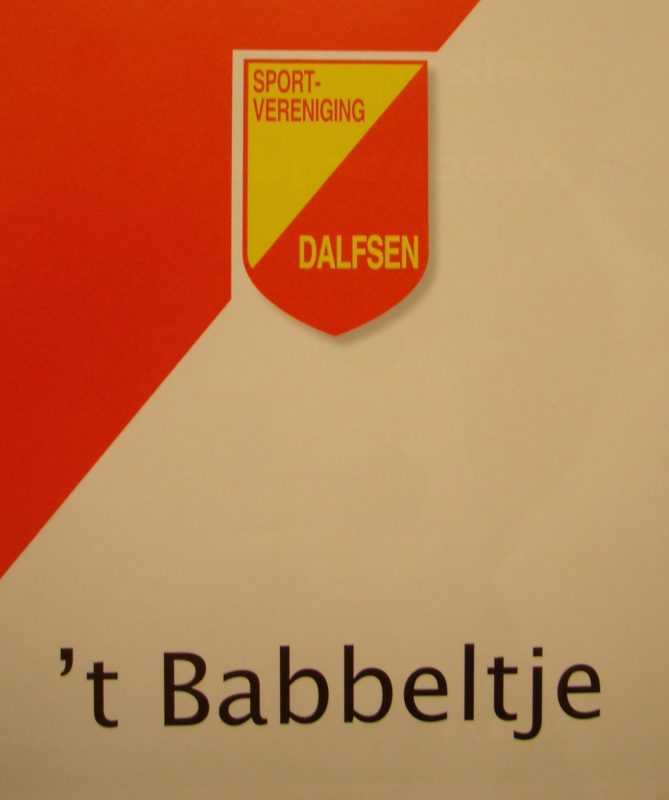 SPORT-
VERENIGING
DALFSEN
't Babbeltje